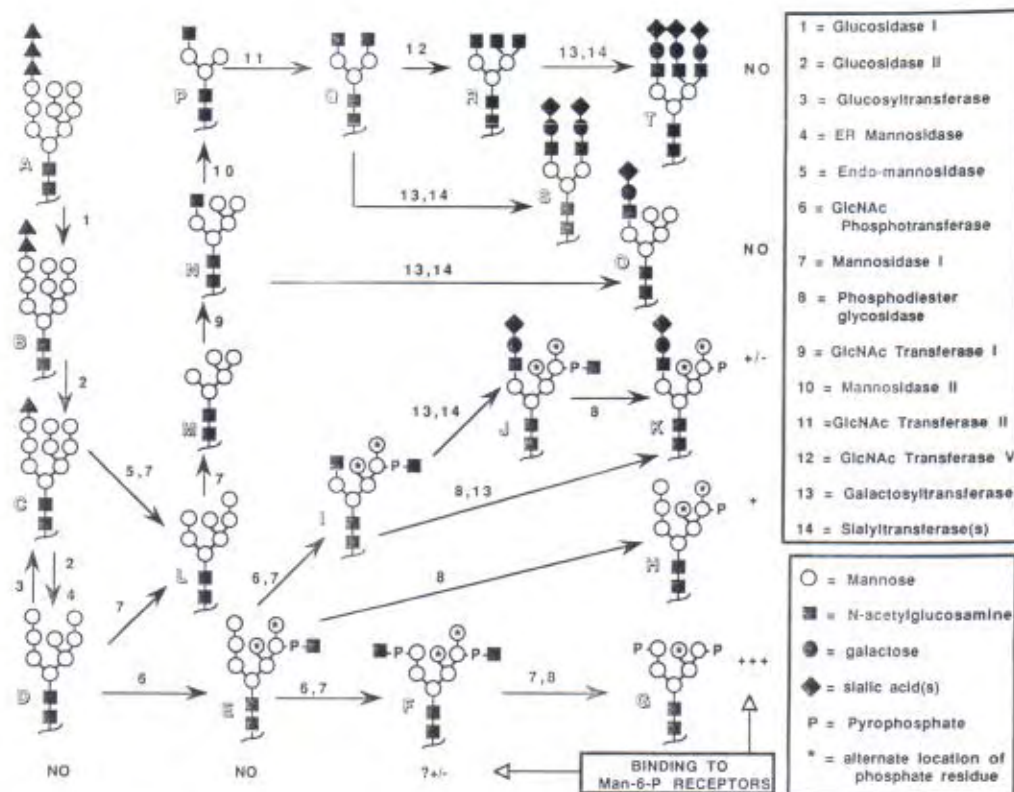 11
12
13,14
NO
P
Q
R
T
A
10
13,14
S
1
N
13,14
O
NO
B
9
2
M
13,14
J
8
K
+/-
5,7
7
I
8,13
C
L
6,7
8
H
+
3
2
4
7
D
6
E
6,7
F
7,8
G
+++
NO
NO
?+/-
BINDING TO
Man-6-P RECEPTORS
1 = Glucosidase I
2 = Glucosidase II
3 = Glucosyltransferase
4 = ER Mannosidase
5 = Endo-mannosidase
6 = GlcNAc
Phosphotransferase
7 = Mannosidase I
8 = Phosphodiester
glycosidase
9 = GlcNAc Transferase I
10 = Mannosidase II
11 =GlcNAc Transferase II
12 = GlcNAc Transferase V
13 = Galactosyltransferase
14 = Sialyltransferase(s)
= Mannose
= N-acetylglucosamine
= galactose
= sialic acid(s)
P = Pyrophosphate
* = alternate location of
phosphate residue